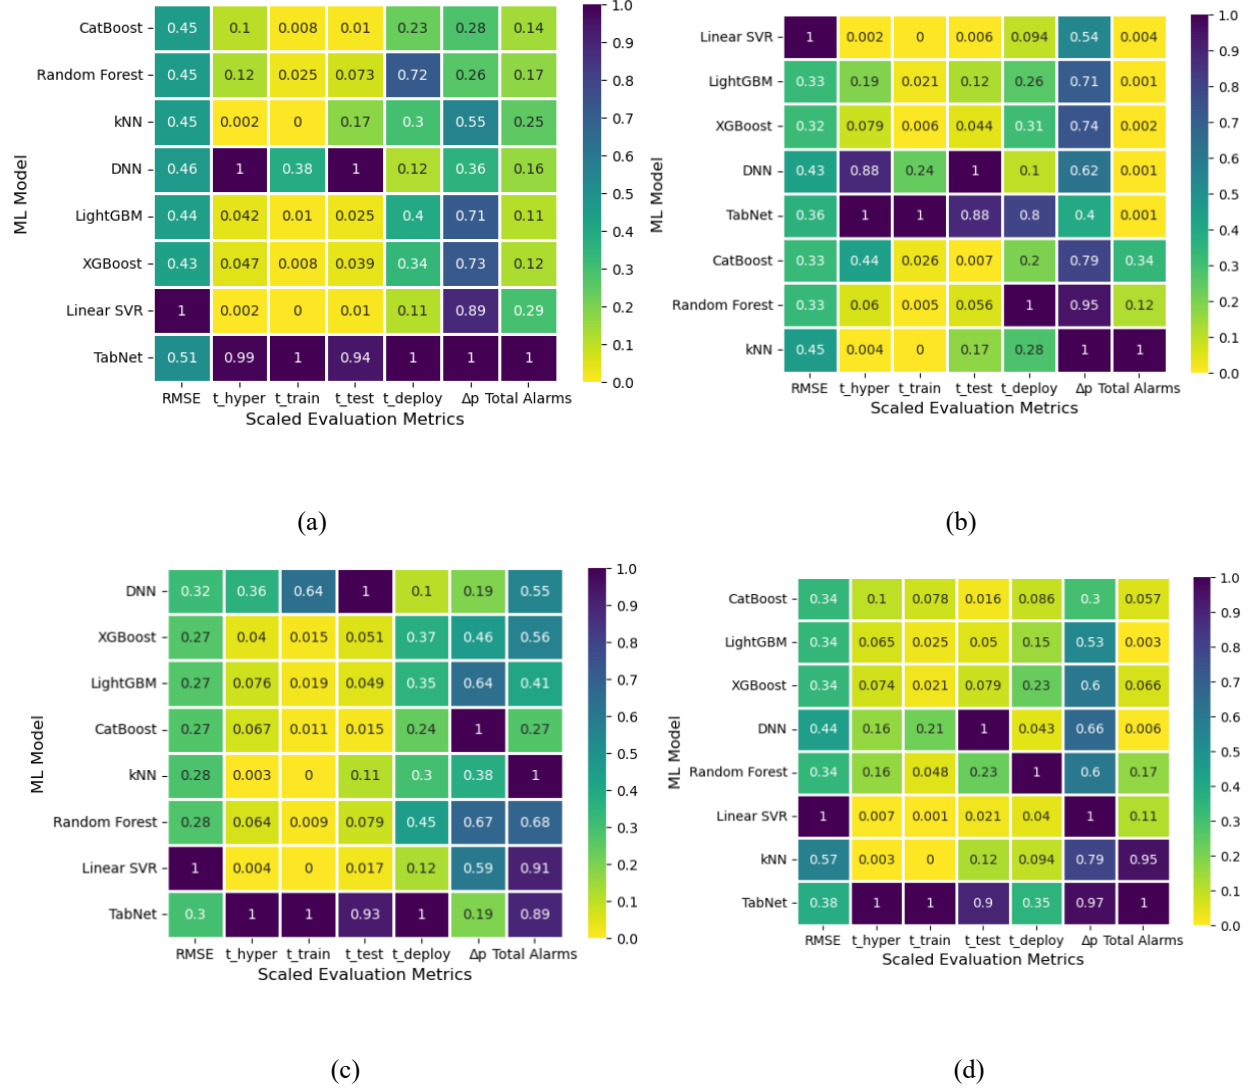 CatBoost 0.45 0.1 0.008 0.01 0.23 0.28 0.14
Random Forest 0.45 0.12 0.025 0.073 0.72 0.26 0.17
kNN 0.45 0.002 0 0.17 0.3 0.55 0.25
DNN 0.46 1 0.38 1 0.12 0.36 0.16
LightGBM 0.44 0.042 0.01 0.025 0.4 0.71 0.11
XGBoost 0.43 0.047 0.008 0.039 0.34 0.73 0.12
Linear SVR 1 0.002 0 0.01 0.11 0.89 0.29
TabNet 0.51 0.99 1 0.94 1 1 1
RMSE t_hyper t_train t_test t_deploy Δp Total Alarms
Scaled Evaluation Metrics
ML Model
1.0
0.9
0.8
0.7
0.6
0.5
0.4
0.3
0.2
0.1
0.0
(a)
Linear SVR 1 0.002 0 0.006 0.094 0.54 0.004
LightGBM 0.33 0.19 0.021 0.12 0.26 0.71 0.001
XGBoost 0.32 0.079 0.006 0.044 0.31 0.74 0.002
DNN 0.43 0.88 0.24 1 0.1 0.62 0.001
TabNet 0.36 1 1 0.88 0.8 0.4 0.001
CatBoost 0.33 0.44 0.026 0.007 0.2 0.79 0.34
Random Forest 0.33 0.06 0.005 0.056 1 0.95 0.12
kNN 0.45 0.004 0 0.17 0.28 1 1
RMSE t_hyper t_train t_test t_deploy Δp Total Alarms
Scaled Evaluation Metrics
ML Model
1.0
0.9
0.8
0.7
0.6
0.5
0.4
0.3
0.2
0.1
0.0
(b)
DNN 0.32 0.36 0.64 1 0.1 0.19 0.55
XGBoost 0.27 0.04 0.015 0.051 0.37 0.46 0.56
LightGBM 0.27 0.076 0.019 0.049 0.35 0.64 0.41
CatBoost 0.27 0.067 0.011 0.015 0.24 1 0.27
kNN 0.28 0.003 0 0.11 0.3 0.38 1
Random Forest 0.28 0.064 0.009 0.079 0.45 0.67 0.68
Linear SVR 1 0.004 0 0.017 0.12 0.59 0.91
TabNet 0.3 1 1 0.93 1 0.19 0.89
RMSE t_hyper t_train t_test t_deploy Δp Total Alarms
Scaled Evaluation Metrics
ML Model
1.0
0.9
0.8
0.7
0.6
0.5
0.4
0.3
0.2
0.1
0.0
(c)
CatBoost 0.34 0.1 0.078 0.016 0.086 0.3 0.057
LightGBM 0.34 0.065 0.025 0.05 0.15 0.53 0.003
XGBoost 0.34 0.074 0.021 0.079 0.23 0.6 0.066
DNN 0.44 0.16 0.21 1 0.043 0.66 0.006
Random Forest 0.34 0.16 0.048 0.23 1 0.6 0.17
Linear SVR 1 0.007 0.001 0.021 0.04 1 0.11
kNN 0.57 0.003 0 0.12 0.094 0.79 0.95
TabNet 0.38 1 1 0.9 0.35 0.97 1
RMSE t_hyper t_train t_test t_deploy Δp Total Alarms
Scaled Evaluation Metrics
ML Model
1.0
0.9
0.8
0.7
0.6
0.5
0.4
0.3
0.2
0.1
0.0
(d)